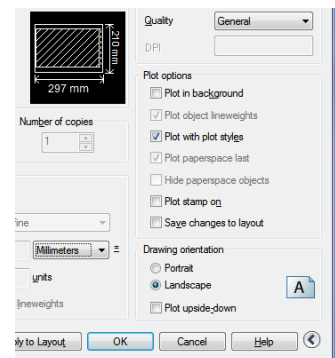 Quality
General
210 mm
DPI
297 mm
Plot options
Plot in background
Number of copies
Plot object lineweights
1
Plot with plot styles
Plot paperspace last
Hide paperspace objects
Plot stamp on
Save changes to layout
Millimeters
=
Drawing orientation
units
Portrait
Landscape
A
lineweights
Plot upside-down
to Layout
OK
Cancel
Help